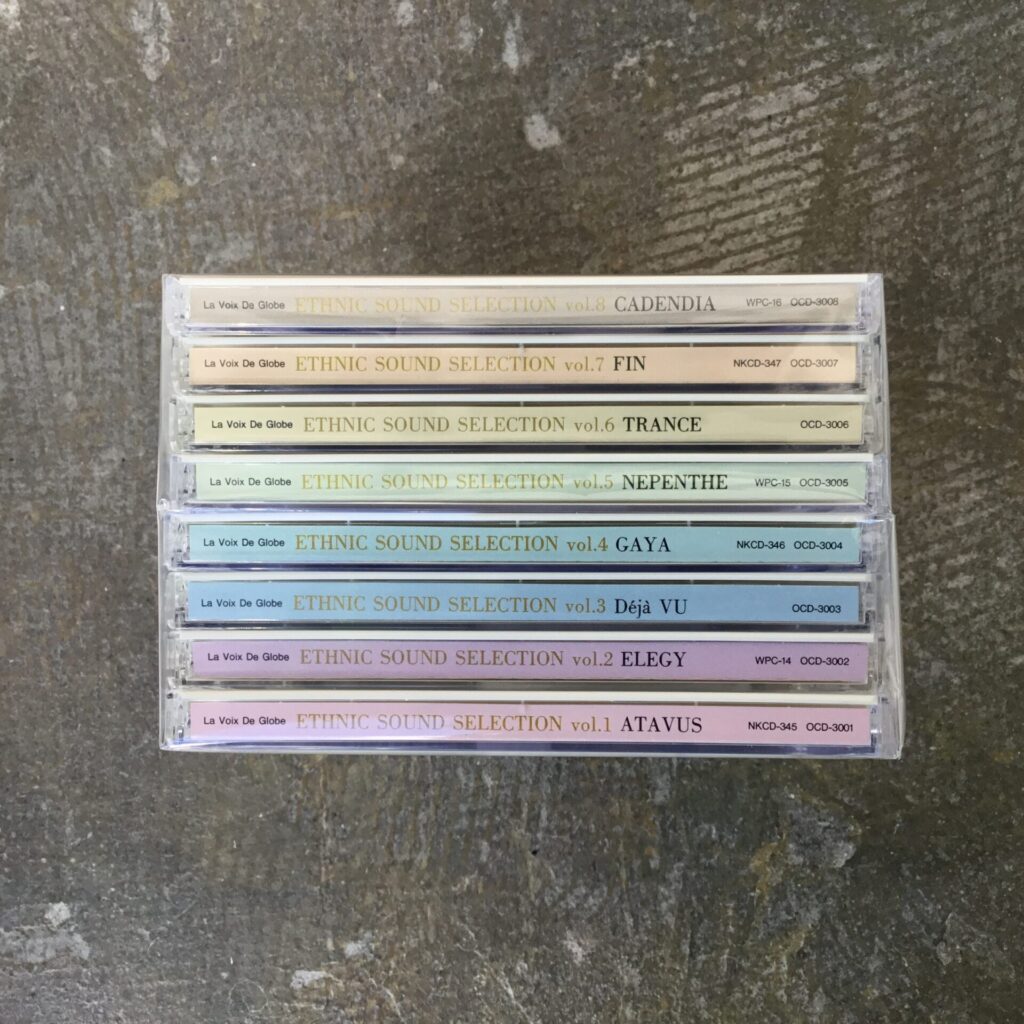 La Voix De Globe ETHNIC SOUND SELECTION vol.8 CADENDIA WPC-16 OCD-3008
La Voix De Globe ETHNIC SOUND SELECTION vol.7 FIN NKCD-347 OCD-3007
La Voix De Globe ETHNIC SOUND SELECTION vol.6 TRANCE OCD-3006
La Voix De Globe ETHNIC SOUND SELECTION vol.5 NEPENTHE WPC-15 OCD-3005
La Voix De Globe ETHNIC SOUND SELECTION vol.4 GAYA NKCD-346 OCD-3004
La Voix De Globe ETHNIC SOUND SELECTION vol.3 Déjà VU OCD-3003
La Voix De Globe ETHNIC SOUND SELECTION vol.2 ELEGY WPC-14 OCD-3002
La Voix De Globe ETHNIC SOUND SELECTION vol.1 ATAVUS NKCD-345 OCD-3001